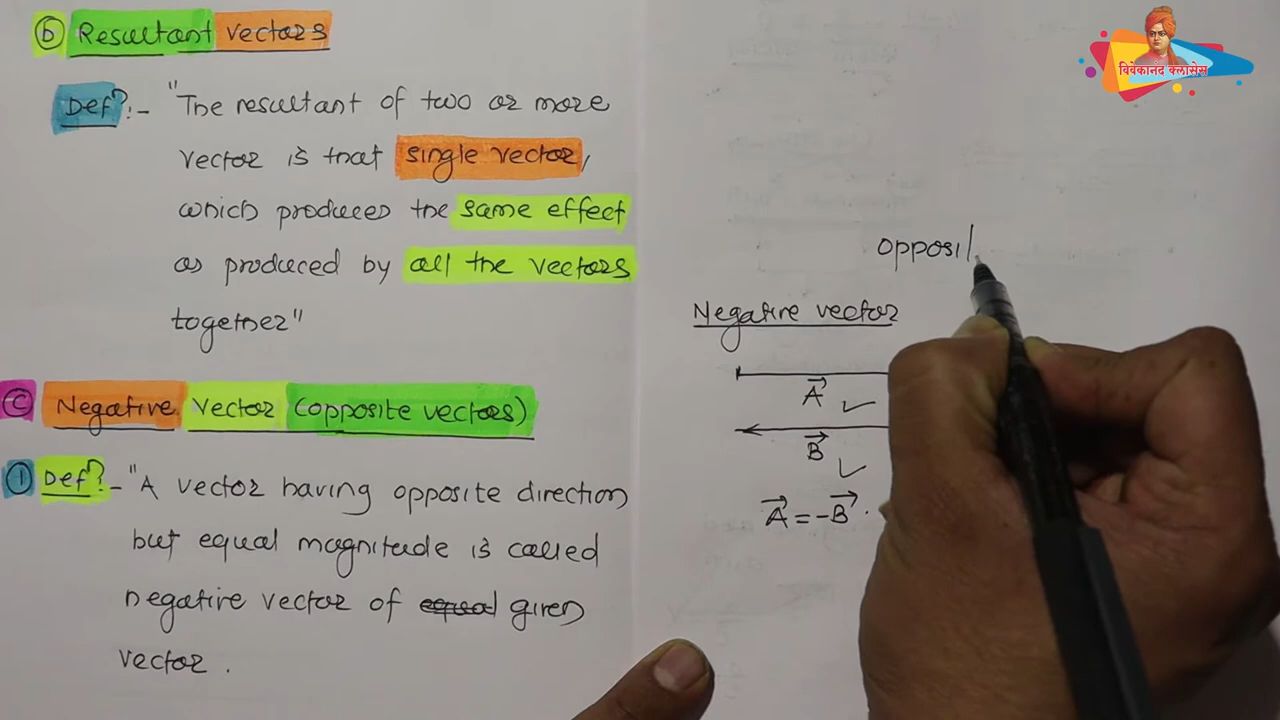 b Resultant vectors
Def?:- "The resultant of two or more
vector is that single vector,
which produces the same effect
as produced by all the vectors
together"
C Negative Vector (opposite vectors)
1 Def?- "A vector having opposite direction
but equal magnitude is called
negative vector of equal given
vector.
विवेकानंद क्लासेस
opposit
Negative vector
A
B
A = -B.